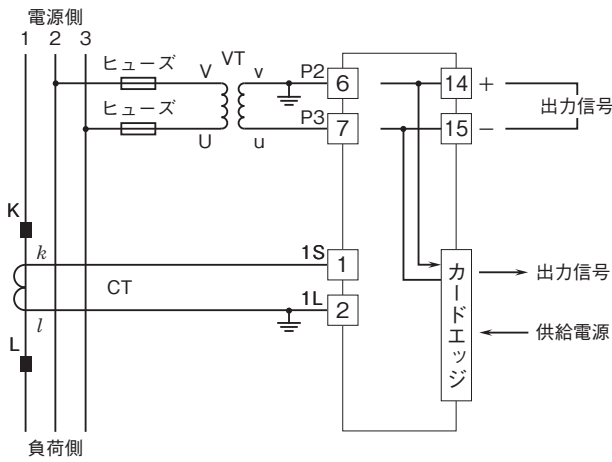 電源側
1 2 3
ヒューズ V VT v P2 6 14 +
ヒューズ U u P3 7 15 −
出力信号
K
k 1S 1
CT
l 1L 2
L
カードエッジ
出力信号
供給電源
負荷側